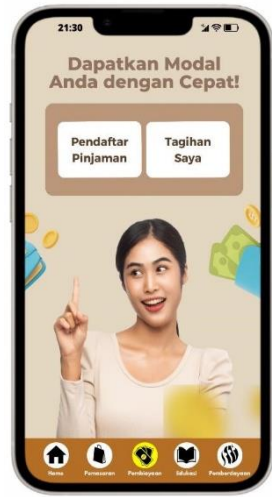 21:30
Dapatkan Modal
Anda dengan Cepat!
Pendaftar
Pinjaman
Tagihan
Saya
Home
Pemasaran
Pembiayaan
Edukasi
Pemberdayaan